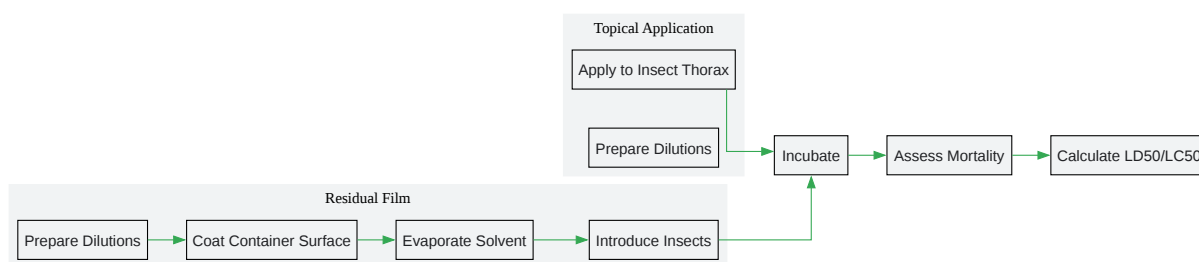 Topical Application
Apply to Insect Thorax
Prepare Dilutions
Incubate
Assess Mortality
Calculate LD50/LC50
Residual Film
Prepare Dilutions
Coat Container Surface
Evaporate Solvent
Introduce Insects